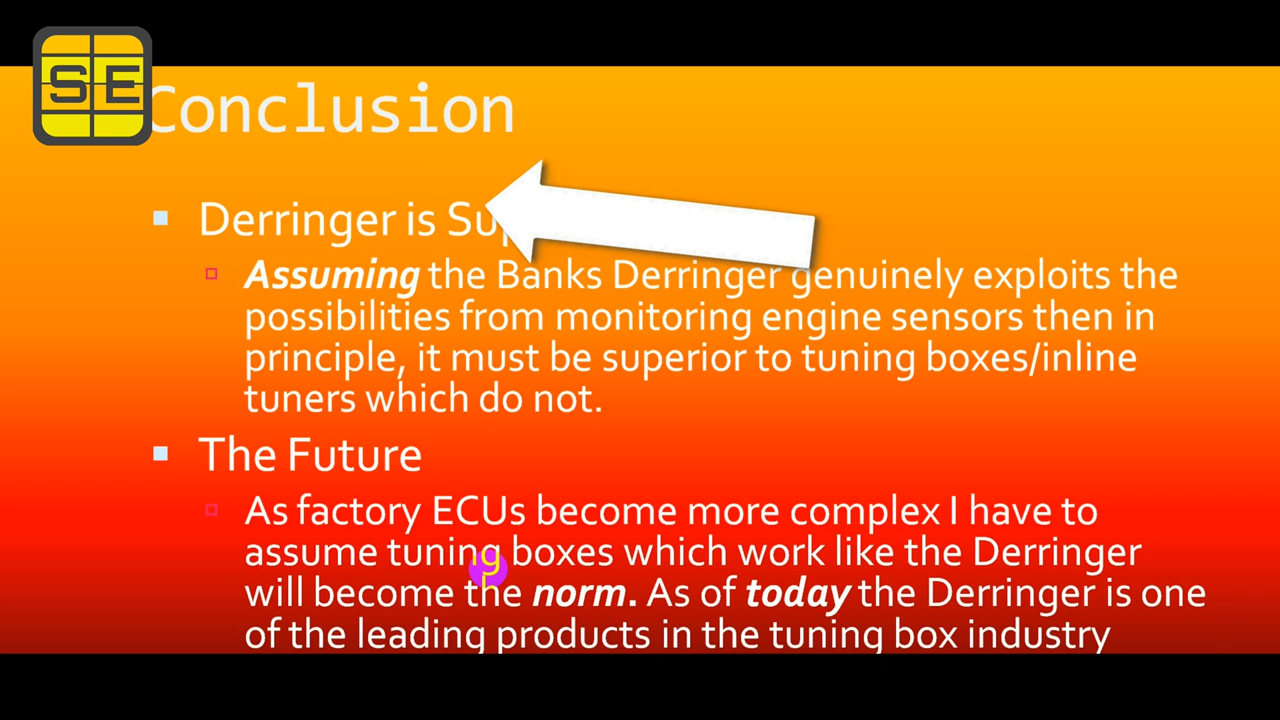 SE
Conclusion
Derringer is
Assuming the Banks Derringer genuinely exploits the
possibilities from monitoring engine sensors then in
principle, it must be superior to tuning boxes/inline
tuners which do not.
The Future
As factory ECUs become more complex I have to
assume tuning boxes which work like the Derringer
will become the norm. As of today the Derringer is one
of the leading products in the tuning box industry